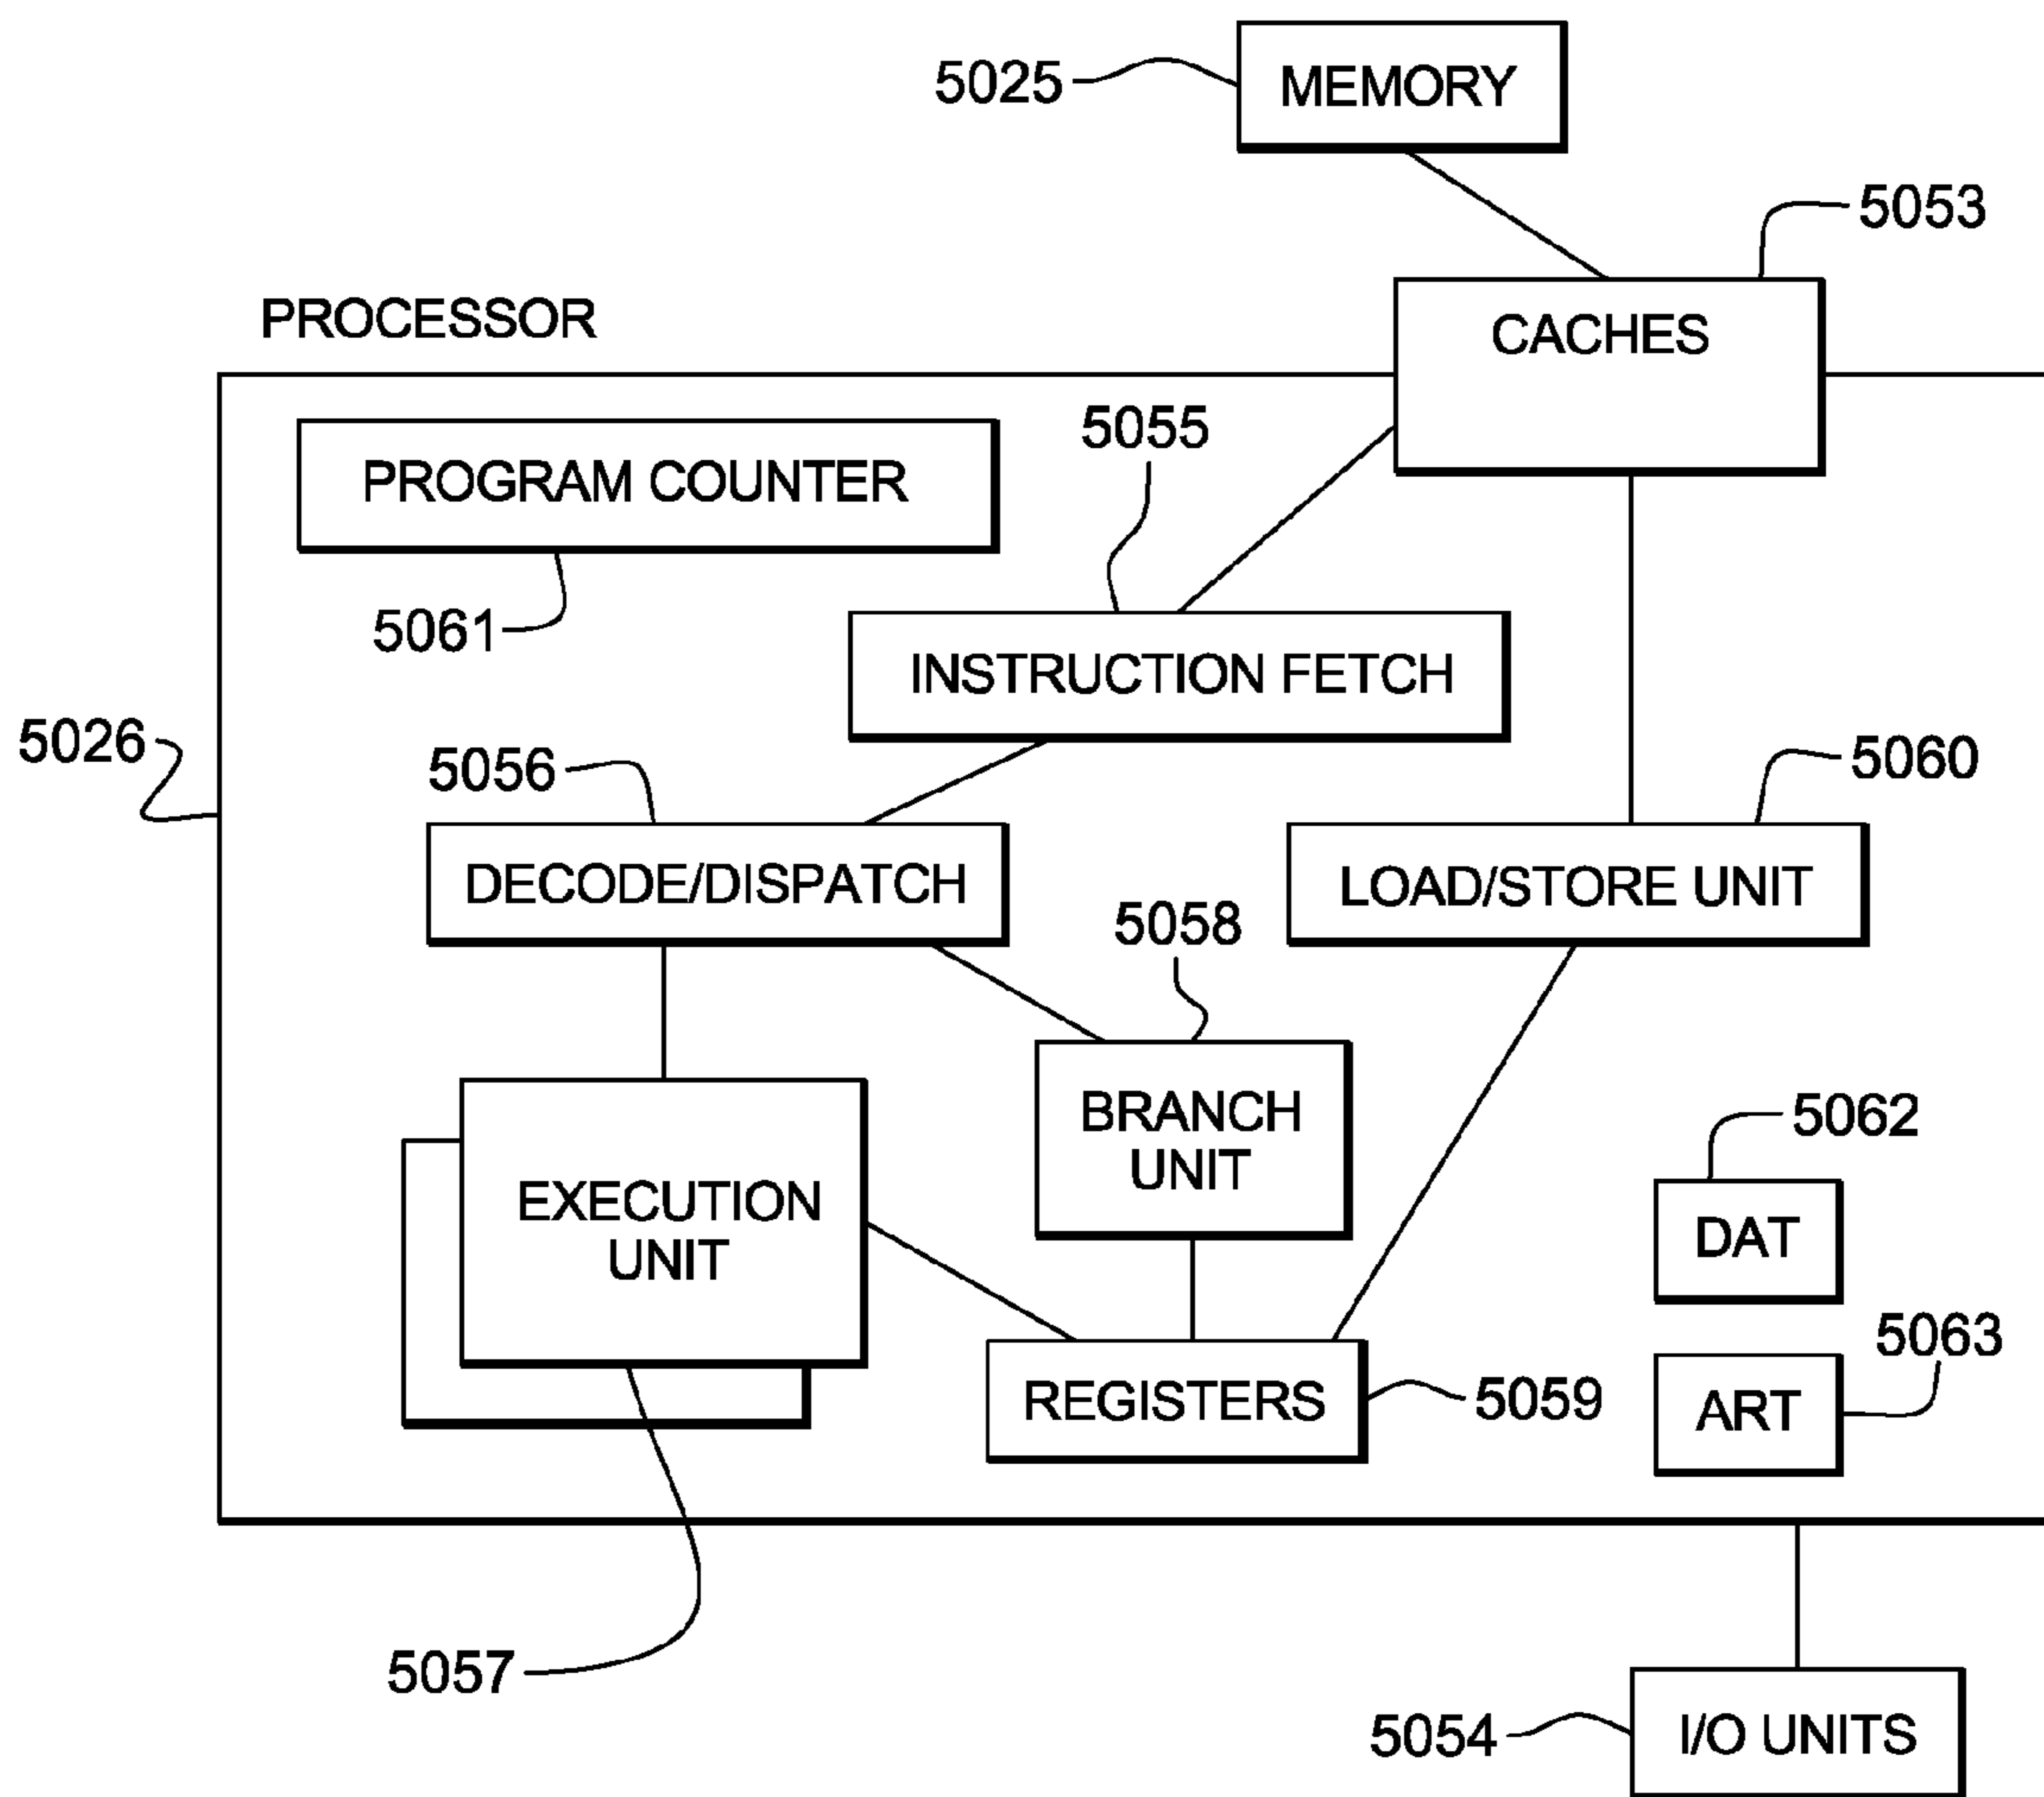 MEMORY
5025
5053
CACHES
PROCESSOR
5055
PROGRAM COUNTER
5061
INSTRUCTION FETCH
5026
5056
5060
DECODE/DISPATCH
LOAD/STORE UNIT
5058
BRANCH
UNIT
5062
EXECUTION
UNIT
DAT
5063
REGISTERS
5059
ART
5057
5054
I/O UNITS